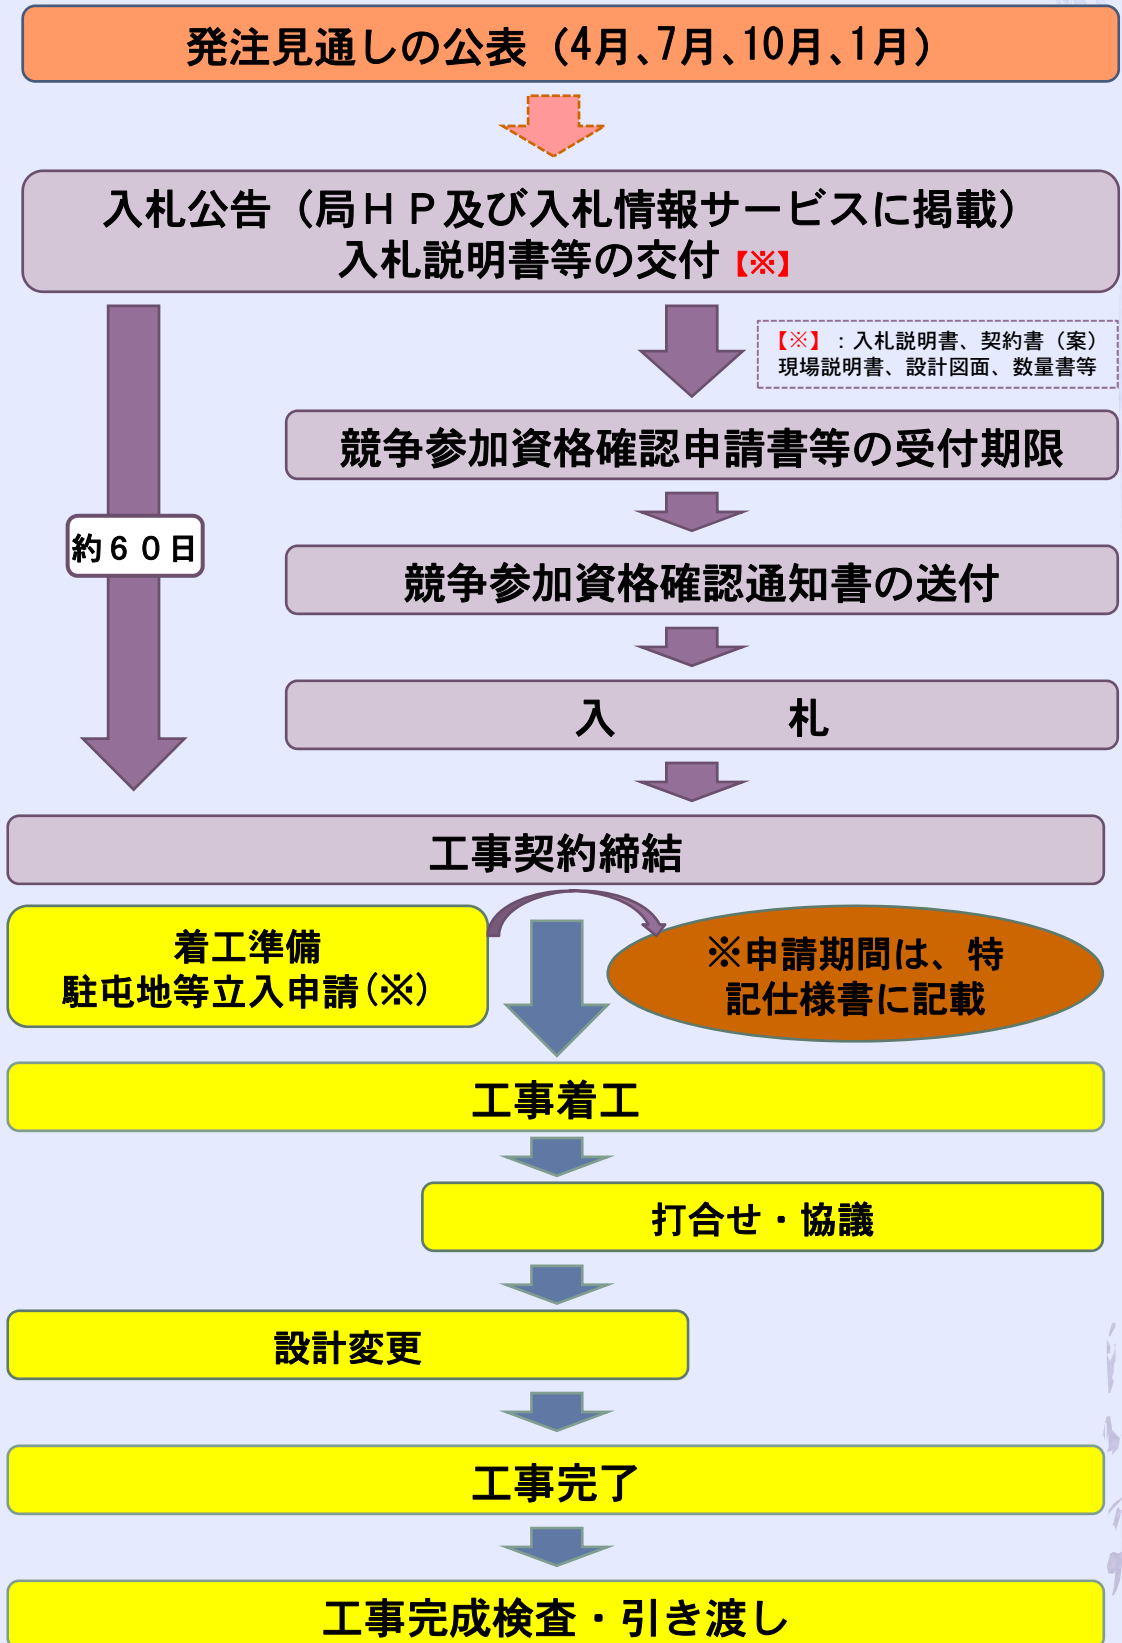 発注見通しの公表（4月、7月、10月、1月）
入札公告（局ＨＰ及び入札情報サービスに掲載）
入札説明書等の交付【※】
【※】：入札説明書、契約書（案）
現場説明書、設計図面、数量書等
競争参加資格確認申請書等の受付期限
約６０日
競争参加資格確認通知書の送付
入　　　　札
工事契約締結
着工準備
駐屯地等立入申請（※）
※申請期間は、特
記仕様書に記載
工事着工
打合せ・協議
設計変更
工事完了
工事完成検査・引き渡し